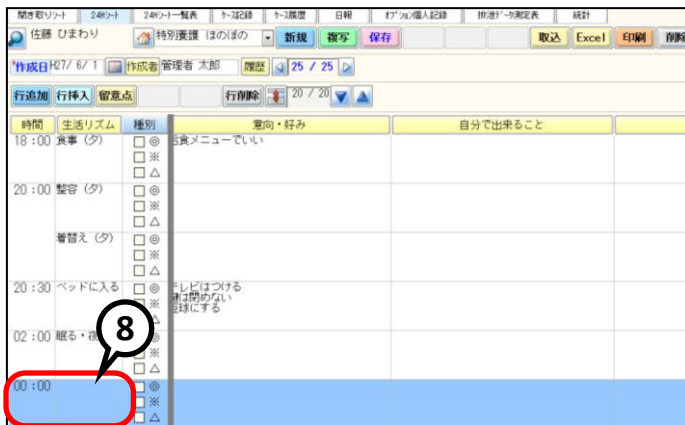 聞き取りシート 24Hシート 24Hシート一覧表 ケース記録 ケース履歴 日報 オプション個人記録 排泄データ測定表 統計
佐藤 ひまわり 特別養護 ほのぼの 新規 複写 保存 取込 Excel 印刷 削除
*作成日 H27/ 6/ 1 作成者 管理者 太郎 履歴 25 / 25
行追加 行挿入 留意点 行削除 20 / 20
時間 生活リズム 種別 意向・好み 自分で出来ること
18:00 食事 (夕) ◎ 給食メニューでいい
※
△
20:00 整容 (夕) ◎
※
△
着替え (夕) ◎
※
△
20:30 ベッドに入る ◎ テレビはつける
※ は閉めない
△ 豆球にする
02:00 眠る・ ◎
※
△
00:00 ◎
※
△
8